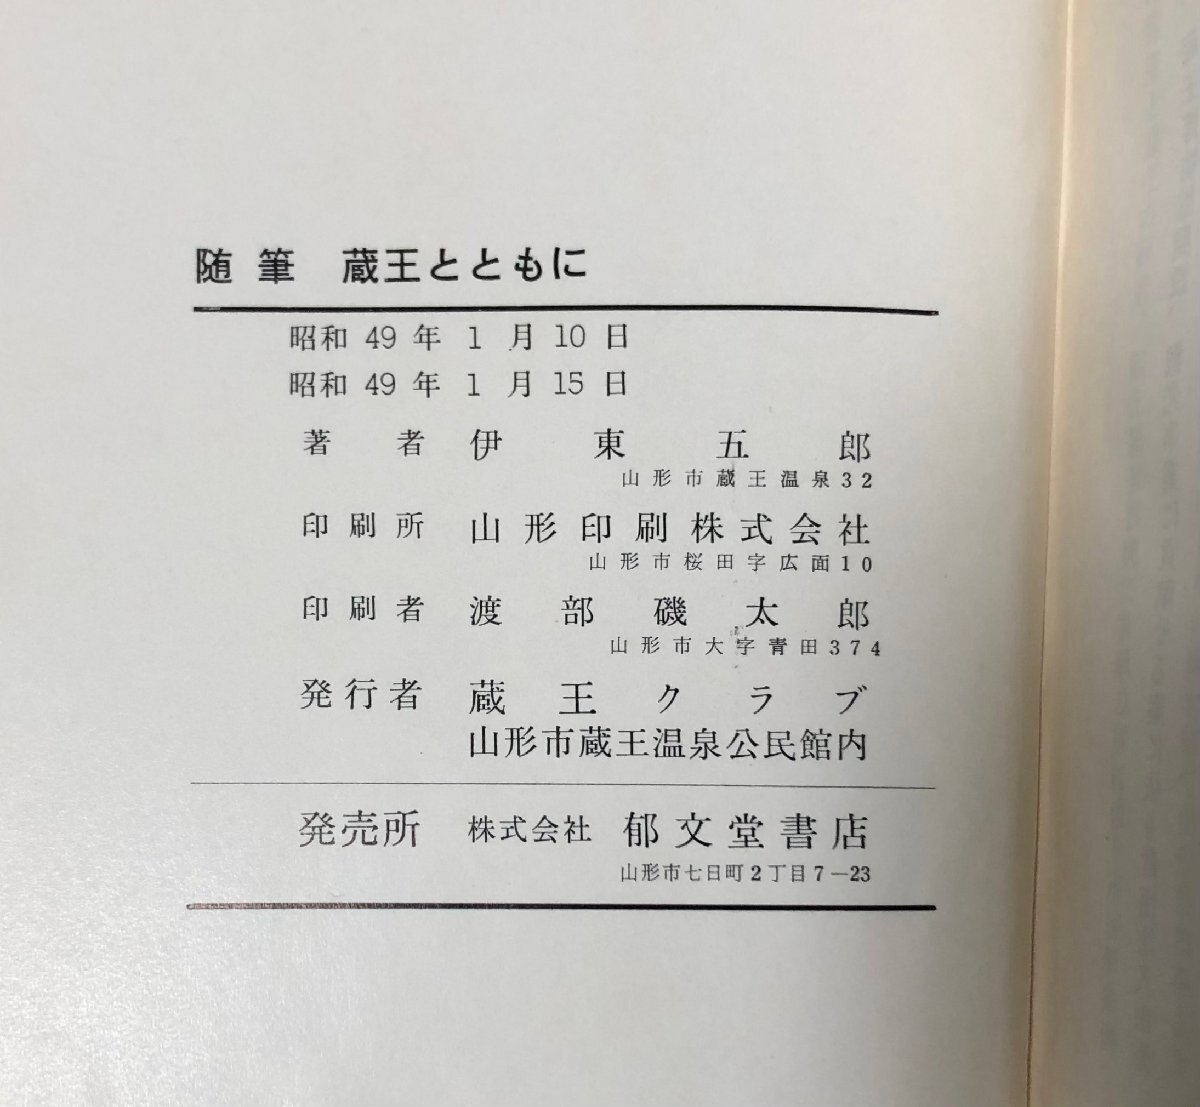 随筆 蔵王とともに
昭和 49 年 1 月 10 日
昭和 49 年 1 月 15 日
著者 伊東五郎
山形市蔵王温泉32
印刷所 山形印刷株式会社
山形市桜田字広面10
印刷者 渡部磯太郎
山形市大字青田374
発行者 蔵王クラブ
山形市蔵王温泉公民館内
発売所 株式会社 郁文堂書店
山形市七日町2丁目7―23